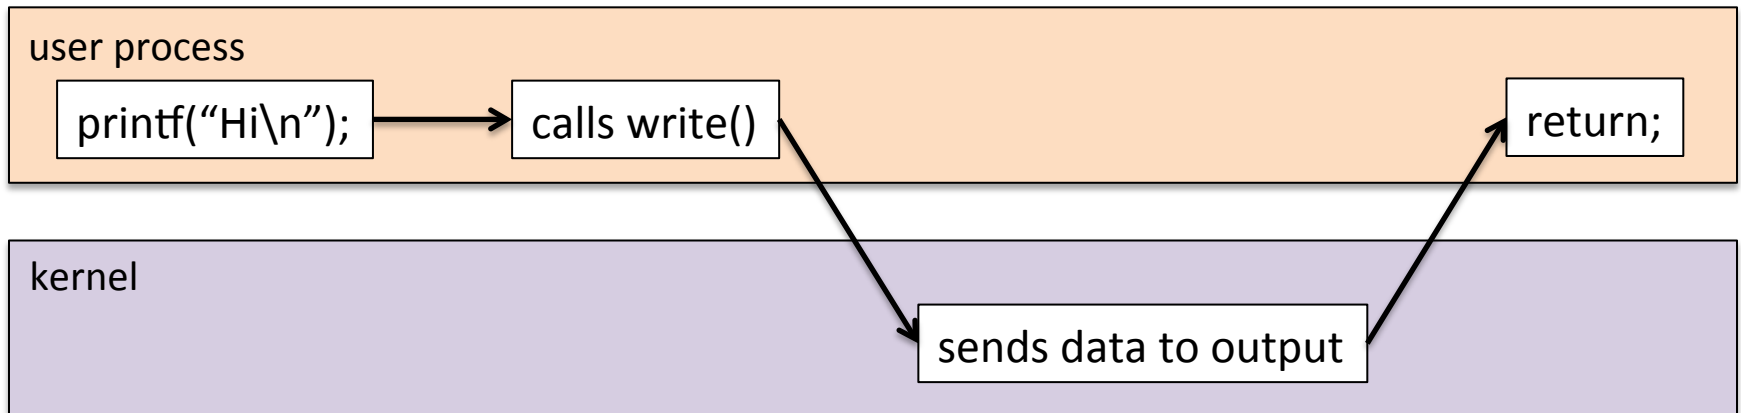 user process
printf(“Hi\n”);
calls write()
return;
kernel
sends data to output